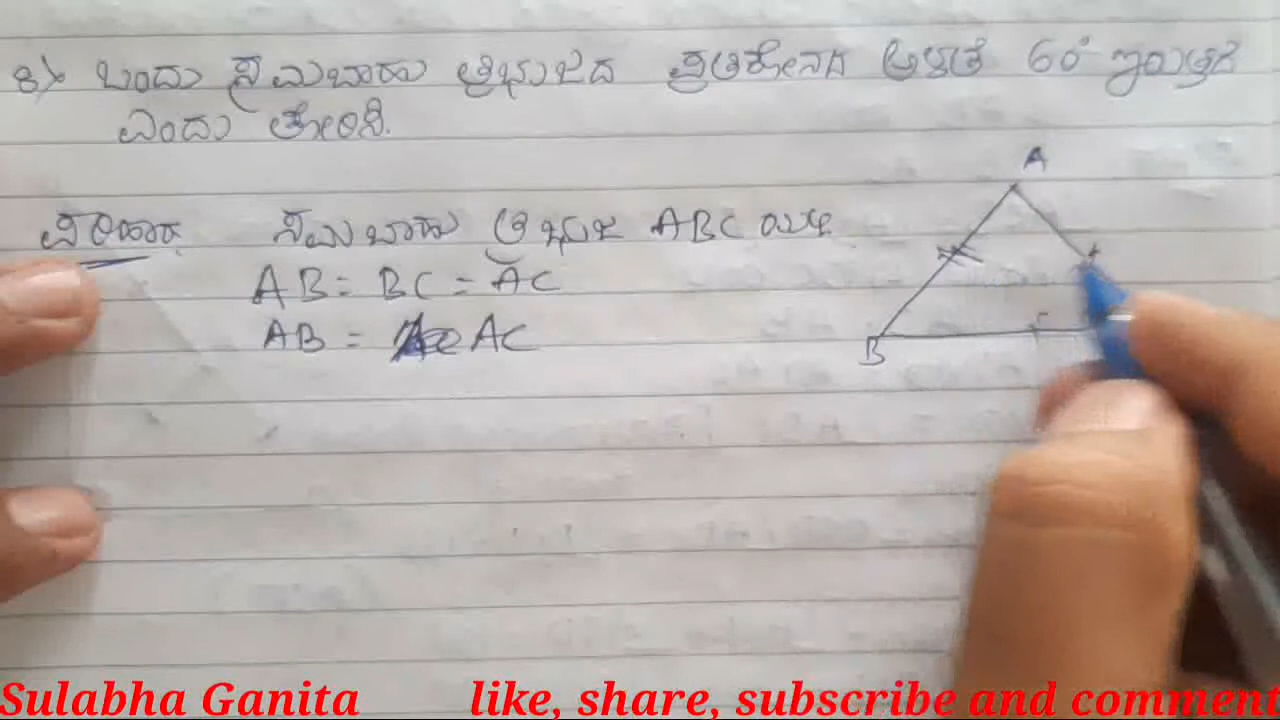 8) ಒಂದು ಸಮಬಾಹು ತ್ರಿಭುಜದ ಪ್ರತಿಕೋನದ ಅಳತೆ 60° ಇರುತ್ತದೆ
ಎಂದು ತೋರಿಸಿ.
A
ಪರಿಹಾರ ಸಮಬಾಹು ತ್ರಿಭುಜ ABC ಯಲ್ಲಿ
AB = BC = AC
AB = AC
B
Sulabha Ganita like, share, subscribe and comment